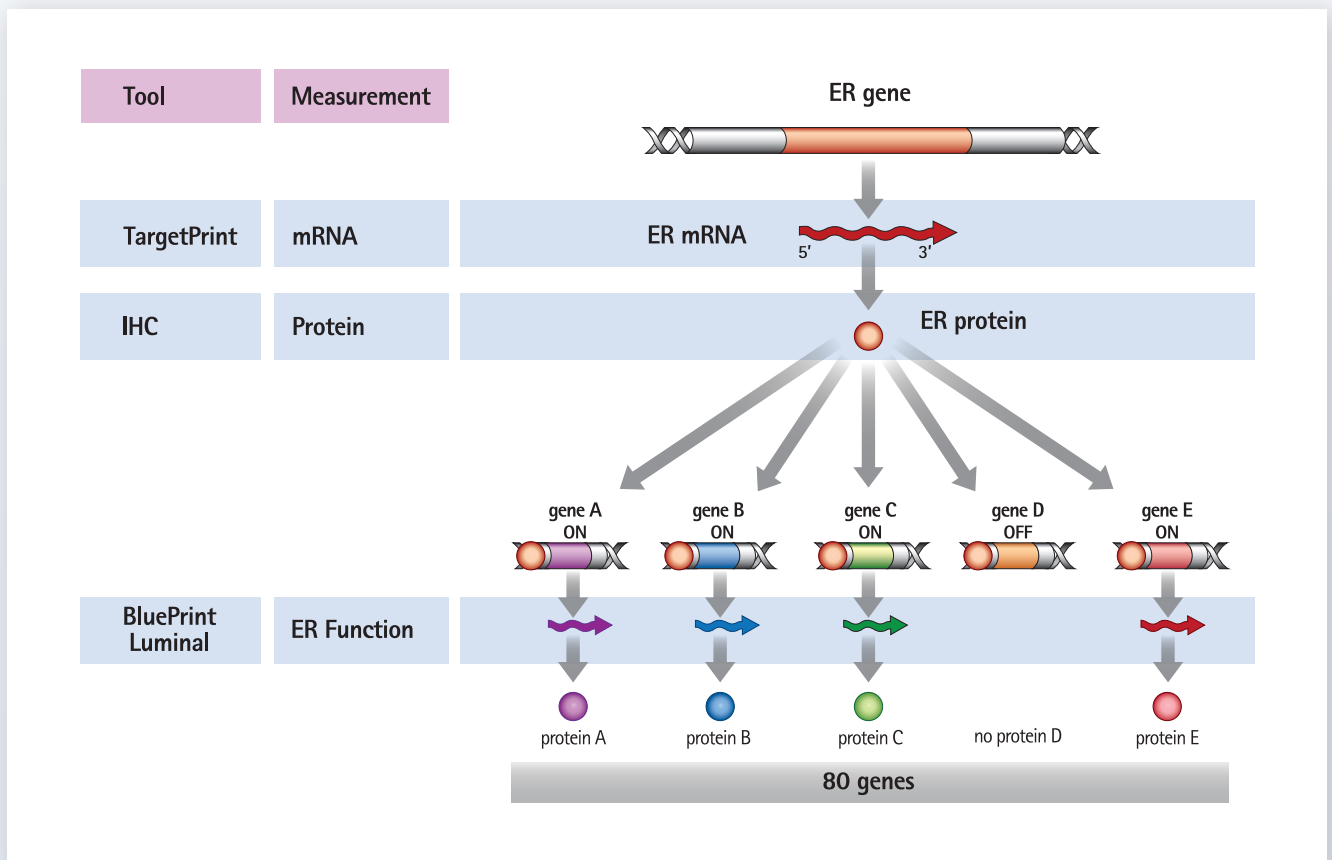 Tool
Measurement
ER gene
TargetPrint
mRNA
ER mRNA
5′
3′
IHC
Protein
ER protein
gene A
ON
gene B
ON
gene C
ON
gene D
OFF
gene E
ON
BluePrint
Luminal
ER Function
protein A
protein B
protein C
no protein D
protein E
80 genes